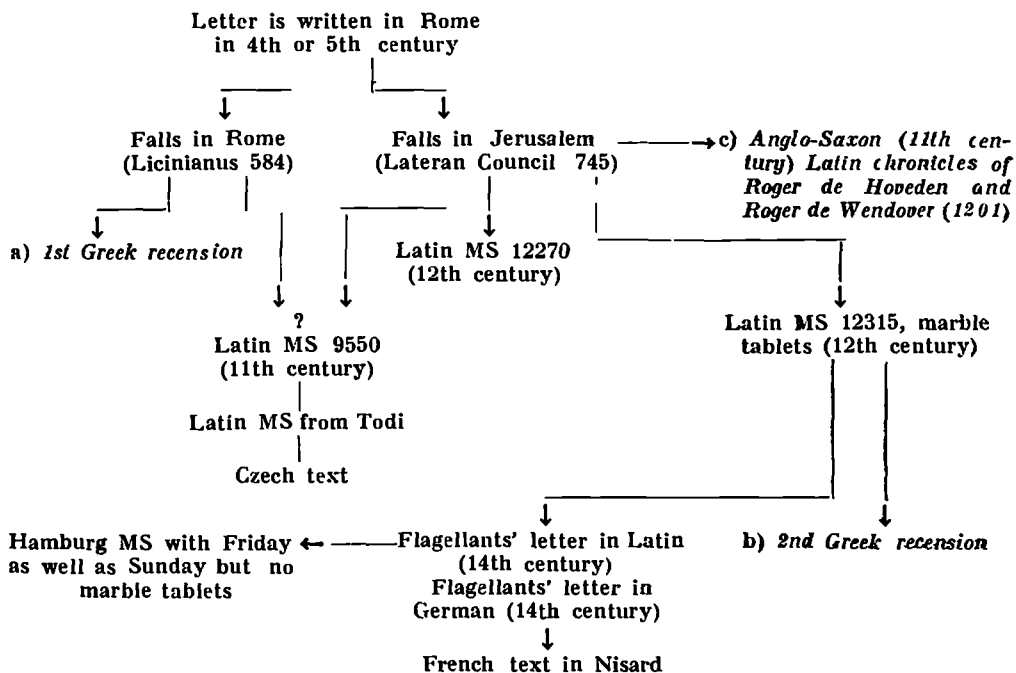 Letter is written in Rome
in 4th or 5th century
Falls in Rome
(Licinianus 584)
Falls in Jerusalem
(Lateran Council 745)
c) Anglo-Saxon (11th cen-
tury) Latin chronicles of
Roger de Hoveden and
Roger de Wendover (1201)
a) 1st Greek recension
Latin MS 12270
(12th century)
?
Latin MS 9550
(11th century)
Latin MS 12315, marble
tablets (12th century)
Latin MS from Todi
Czech text
Hamburg MS with Friday
as well as Sunday but no
marble tablets
Flagellants' letter in Latin
(14th century)
Flagellants' letter in
German (14th century)
b) 2nd Greek recension
French text in Nisard